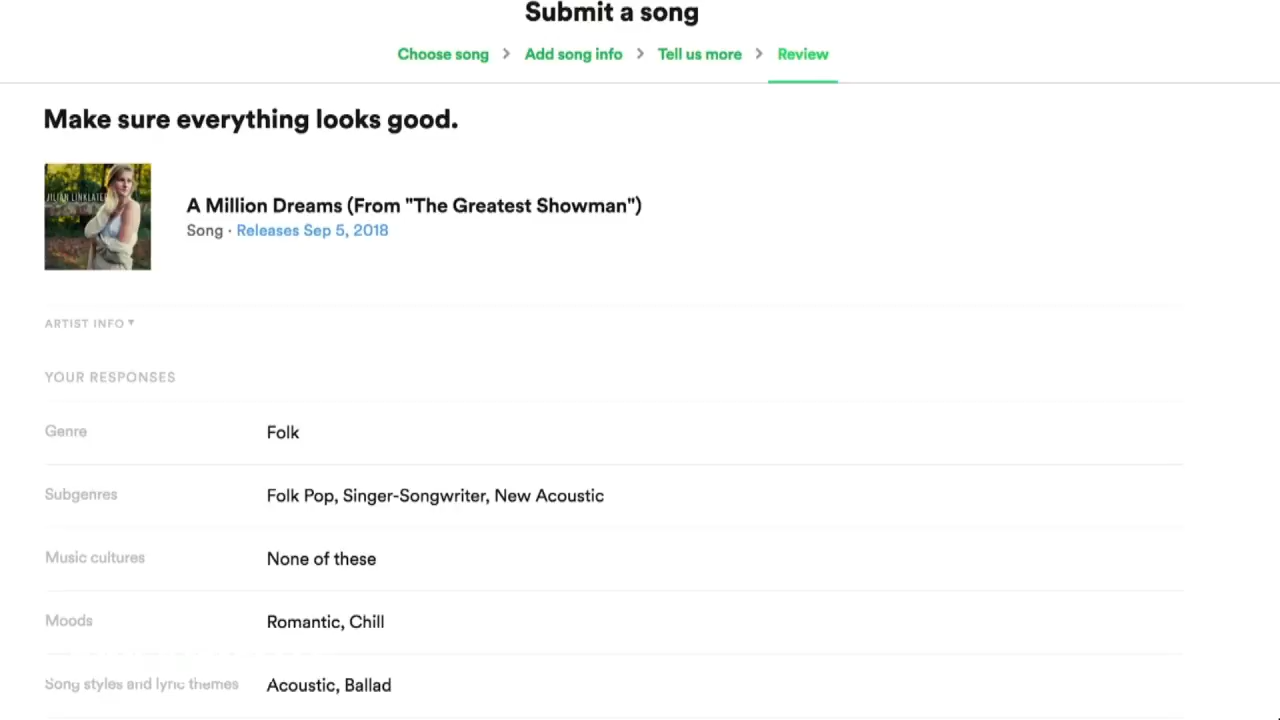 Submit a song
Choose song > Add song info > Tell us more > Review
Make sure everything looks good.
JILIAN LINKLATER
A Million Dreams (From "The Greatest Showman")
Song · Releases Sep 5, 2018
ARTIST INFO ▾
YOUR RESPONSES
Genre Folk
Subgenres Folk Pop, Singer-Songwriter, New Acoustic
Music cultures None of these
Moods Romantic, Chill
Song styles and lyric themes Acoustic, Ballad